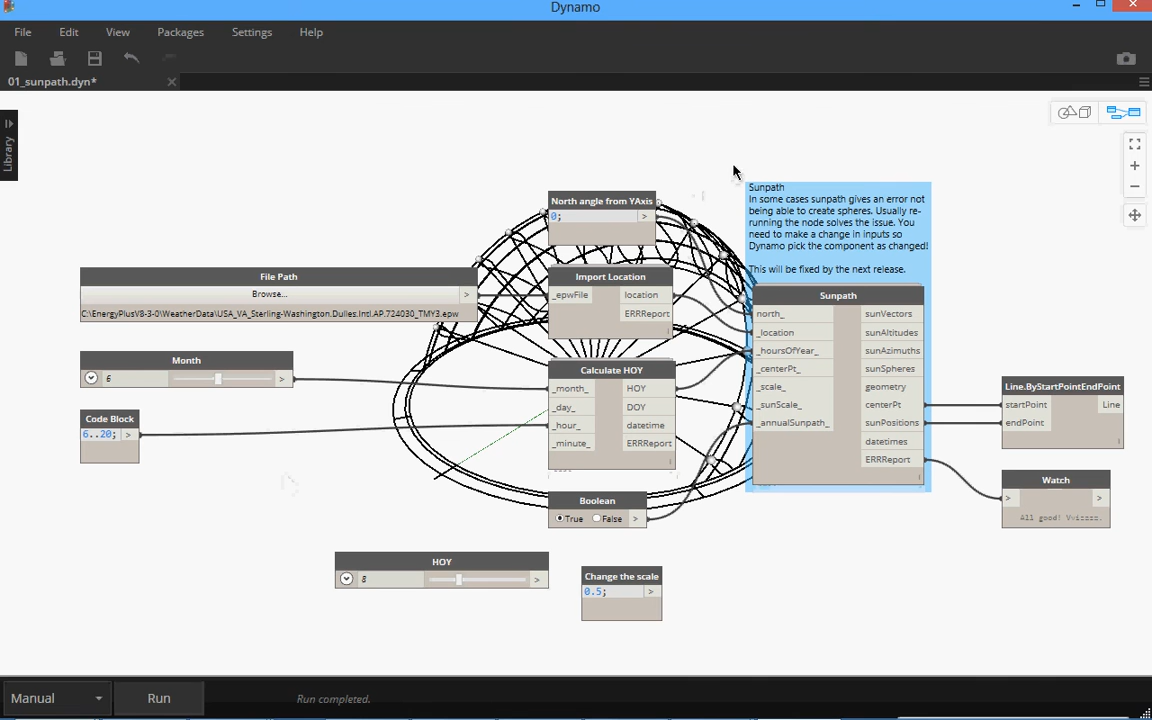 Dynamo
File Edit View Packages Settings Help
01_sunpath.dyn*
Library
Sunpath
In some cases sunpath gives an error not
being able to create spheres. Usually re-
running the node solves the issue. You
need to make a change in inputs so
Dynamo pick the component as changed!
This will be fixed by the next release.
North angle from YAxis
0; >
File Path
Browse... >
C:\EnergyPlusV8-3-0\WeatherData\USA_VA_Sterling-Washington.Dulles.Intl.AP.724030_TMY3.epw
Import Location
_epwFile location
ERRReport
Month
6 >
Code Block
6..20; >
Calculate HOY
_month_ HOY
_day_ DOY
_hour_ datetime
_minute_ ERRReport
Boolean
True False >
HOY
8 >
Change the scale
0.5; >
Sunpath
north_ sunVectors
_location sunAltitudes
_hoursOfYear_ sunAzimuths
_centerPt_ sunSpheres
_scale_ geometry
_sunScale_ centerPt
_annualSunpath_ sunPositions
datetimes
ERRReport
Line.ByStartPointEndPoint
startPoint Line
endPoint
Watch
> >
All good! Vvizzzz.
Manual Run Run completed.